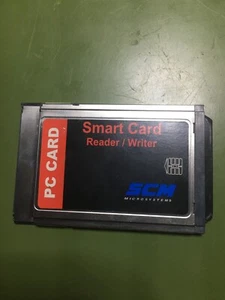 PC CARD
Smart Card
Reader / Writer
SCM
MICROSYSTEMS